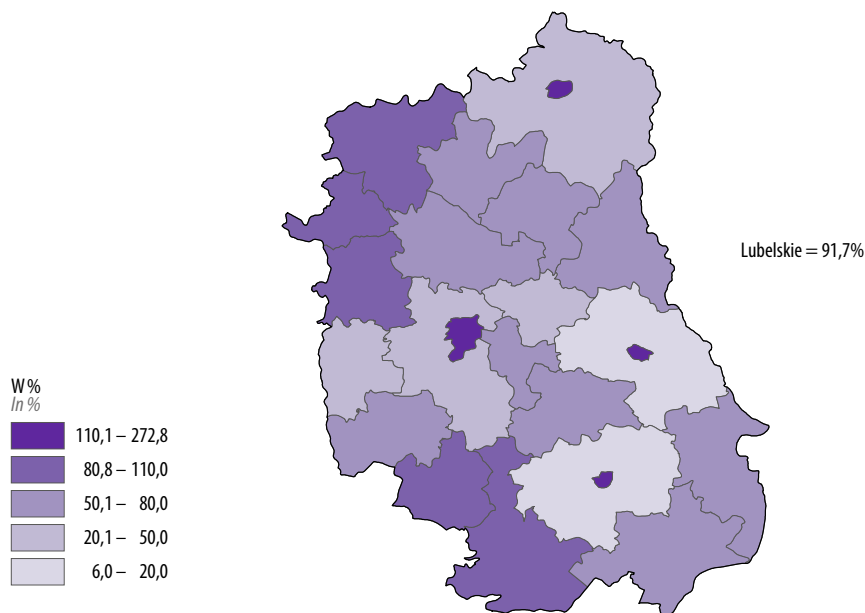 Lubelskie = 91,7%
W %
In %
110,1 – 272,8
80,8 – 110,0
50,1 – 80,0
20,1 – 50,0
6,0 – 20,0